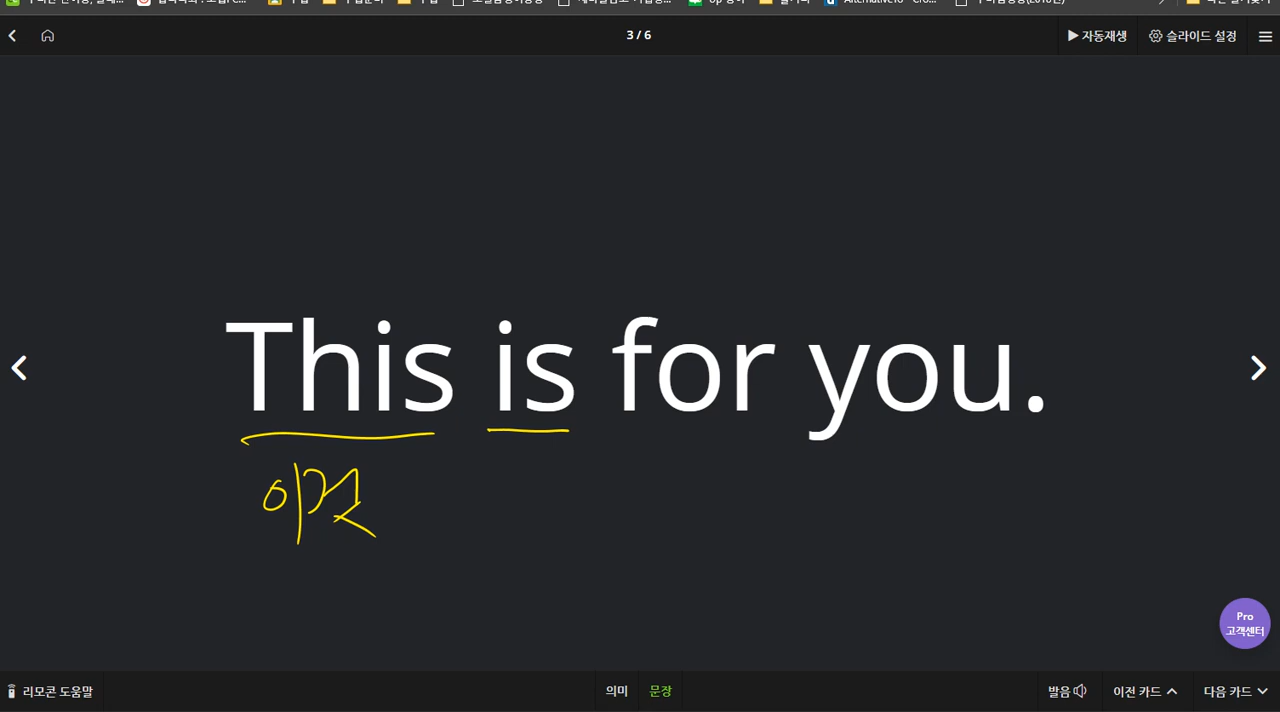 3 / 6
▶ 자동재생
슬라이드 설정
This is for you.
이것
Pro
고객센터
리모콘 도움말
의미
문장
발음
이전 카드
다음 카드